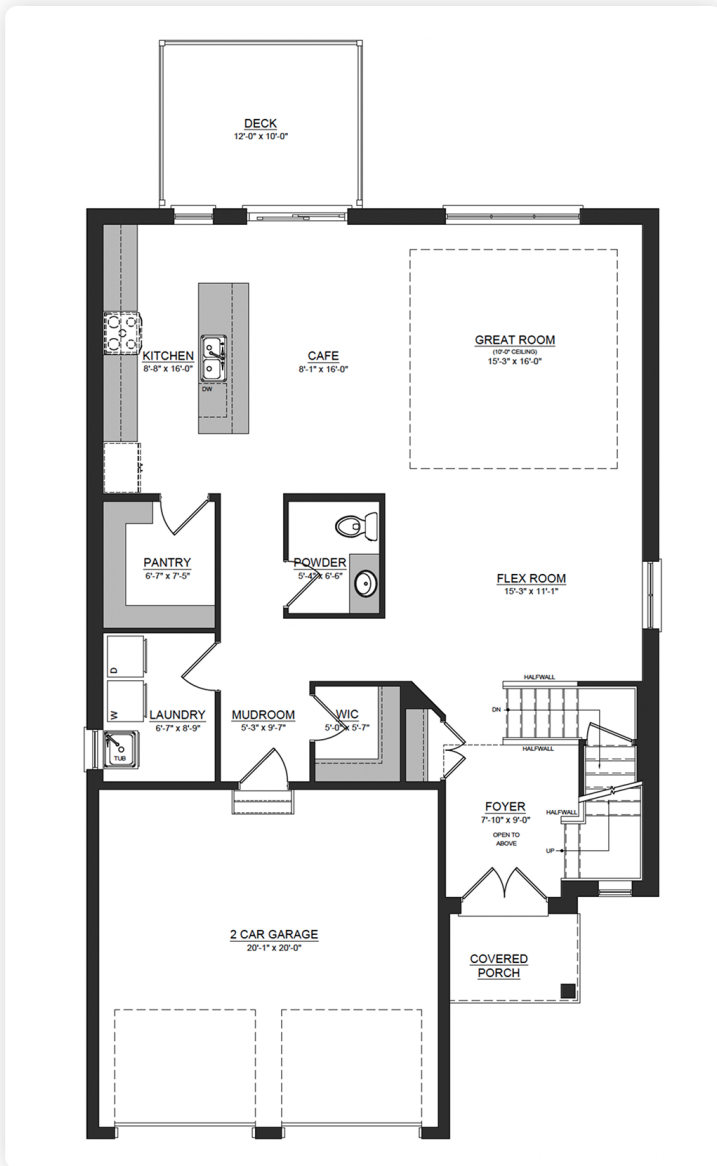 DECK
12'-0" x 10'-0"
GREAT ROOM
(10'-0" CEILING)
15'-3" x 16'-0"
KITCHEN
8'-8" x 16'-0"
CAFE
8'-1" x 16'-0"
DW
PANTRY
6'-7" x 7'-5"
POWDER
5'-4" x 6'-6"
FLEX ROOM
15'-3" x 11'-1"
D
W
LAUNDRY
6'-7" x 8'-9"
TUB
MUDROOM
5'-3" x 9'-7"
WIC
5'-0" x 5'-7"
HALFWALL
DN
HALFWALL
FOYER
7'-10" x 9'-0"
OPEN TO
ABOVE
HALFWALL
UP
2 CAR GARAGE
20'-1" x 20'-0"
COVERED
PORCH